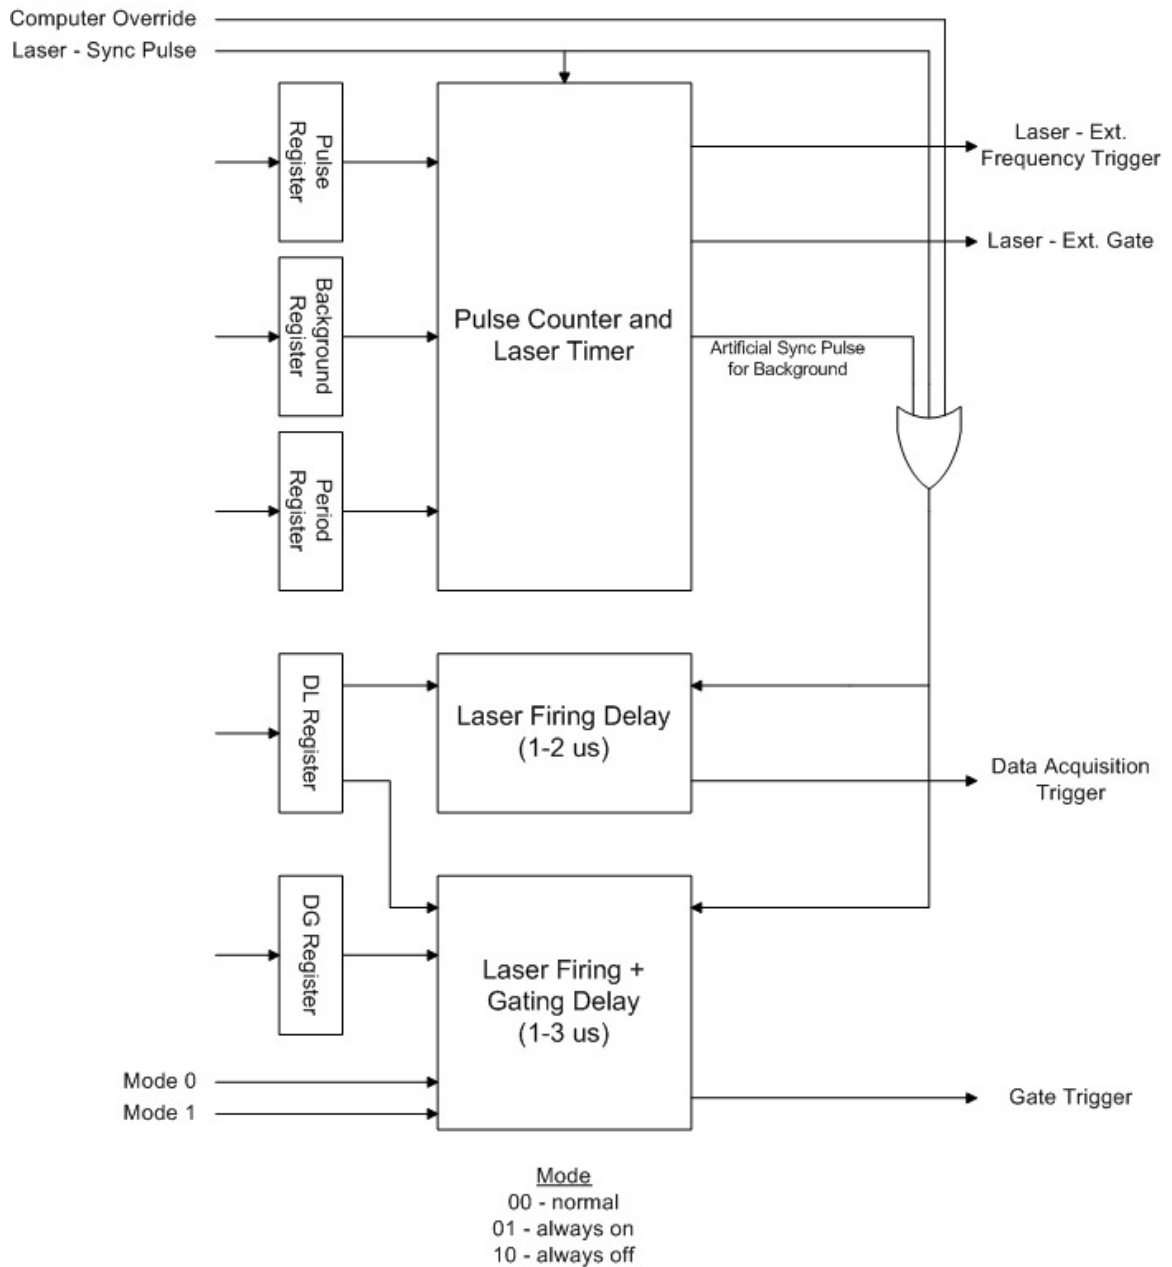 Computer Override
Laser - Sync Pulse
Pulse
Register
Laser - Ext.
Frequency Trigger
Laser - Ext. Gate
Background
Register
Pulse Counter and
Laser Timer
Artificial Sync Pulse
for Background
Period
Register
DL Register
Laser Firing Delay
(1-2 us)
Data Acquisition
Trigger
DG Register
Laser Firing +
Gating Delay
(1-3 us)
Mode 0
Mode 1
Gate Trigger
Mode
00 - normal
01 - always on
10 - always off